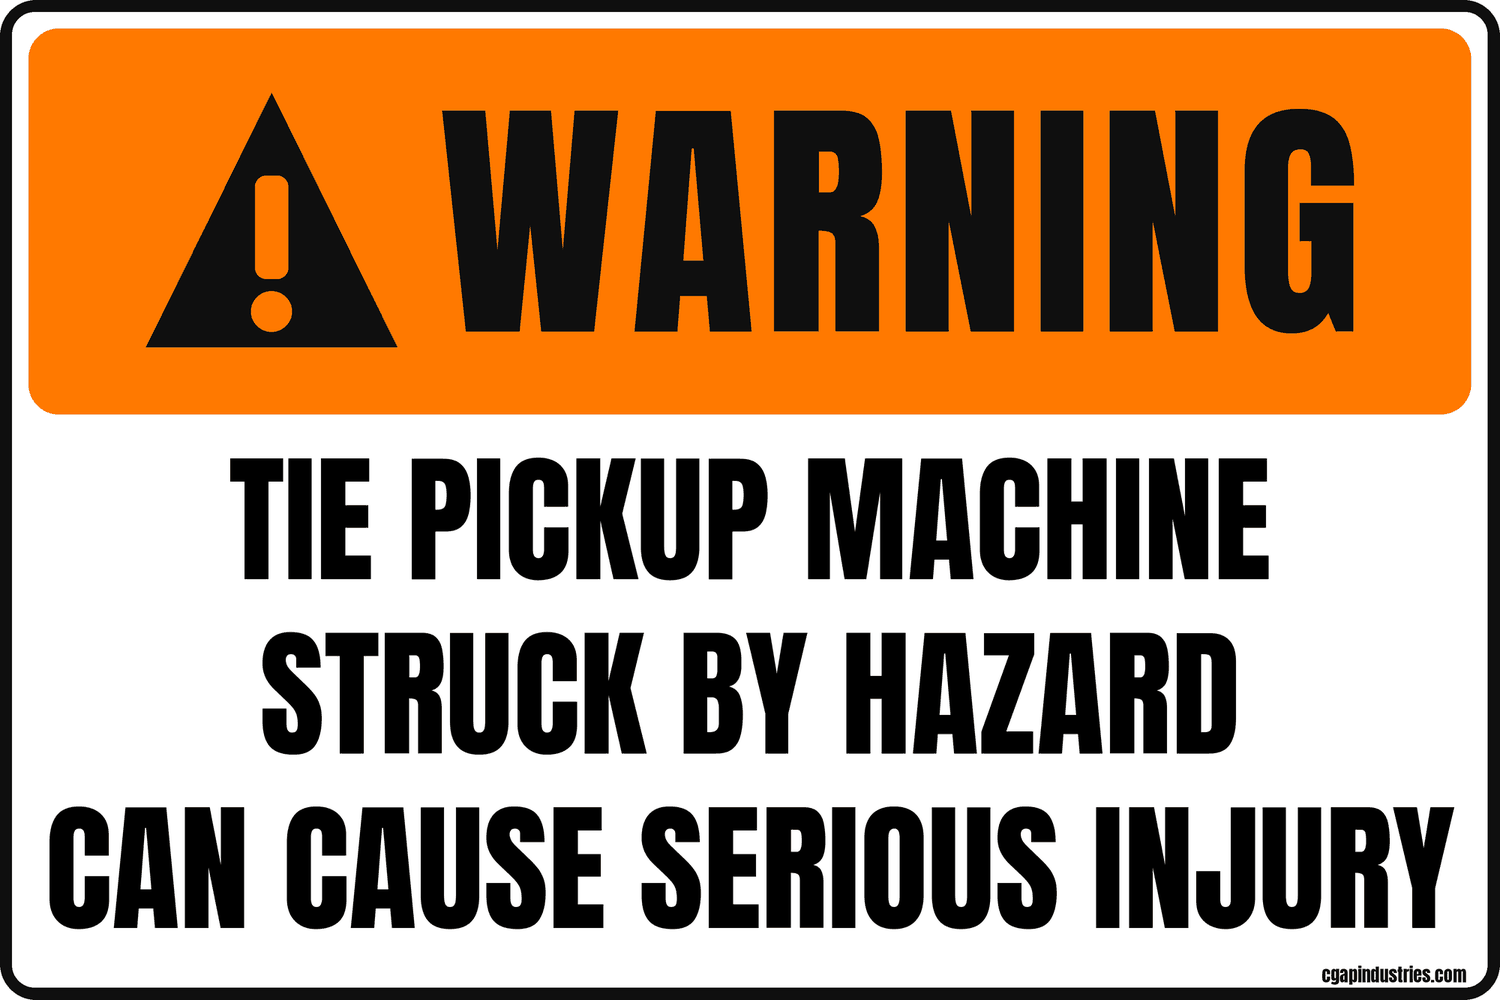 WARNING
TIE PICKUP MACHINE
STRUCK BY HAZARD
CAN CAUSE SERIOUS INJURY
cgapindustries.com